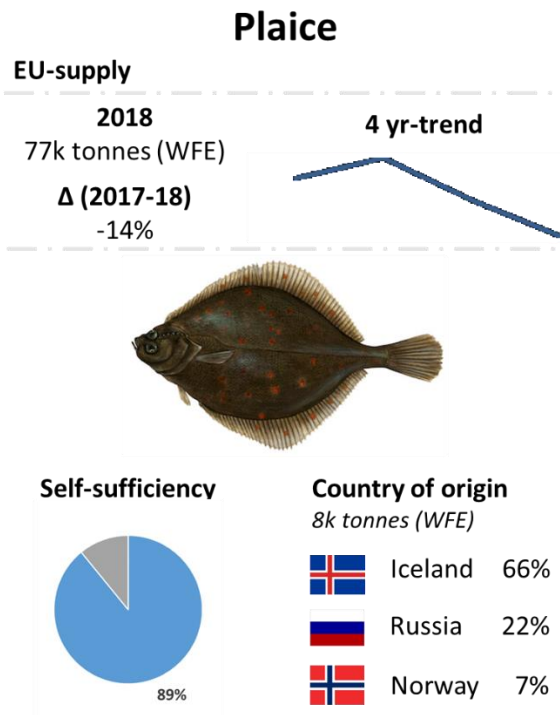 Plaice
EU-supply
2018
77k tonnes (WFE)
Δ (2017-18)
-14%
4 yr-trend
Self-sufficiency
89%
Country of origin
8k tonnes (WFE)
Iceland 66%
Russia 22%
Norway 7%